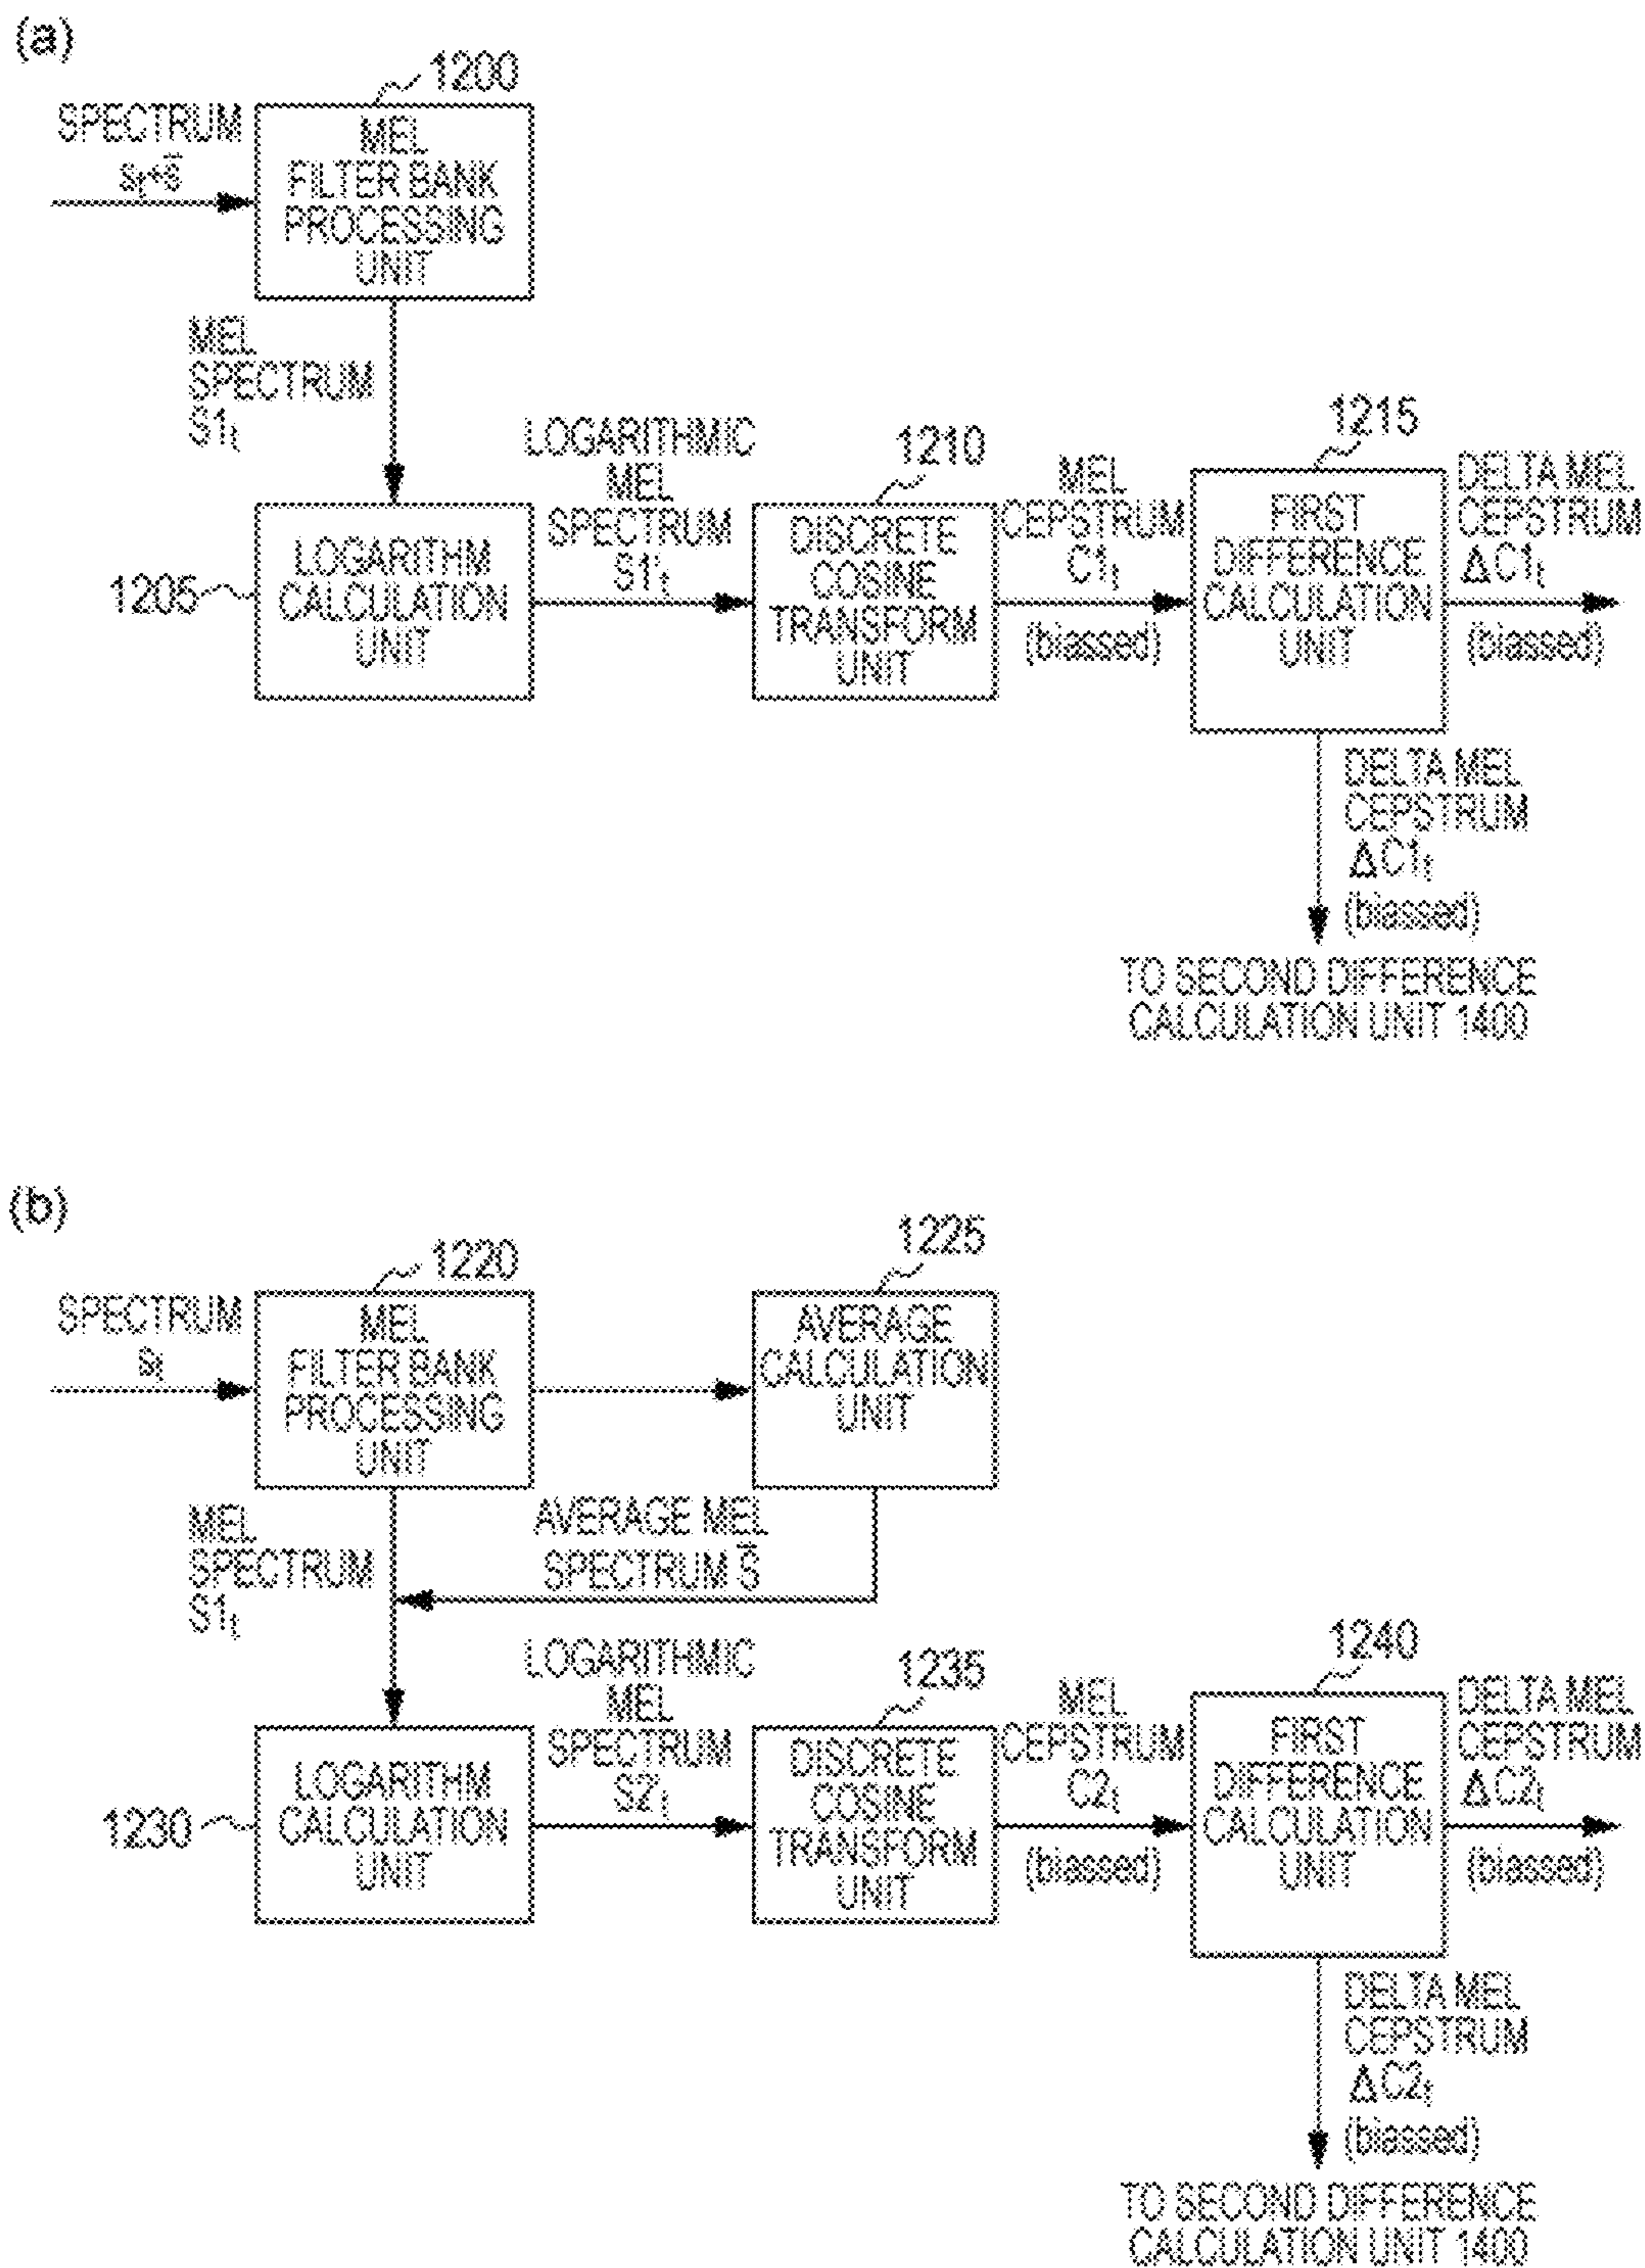 (a)
1200
SPECTRUM
st+s̄
MEL
FILTER BANK
PROCESSING
UNIT
MEL
SPECTRUM
S1t
1205
LOGARITHM
CALCULATION
UNIT
LOGARITHMIC
MEL
SPECTRUM
S1't
1210
DISCRETE
COSINE
TRANSFORM
UNIT
MEL
CEPSTRUM
C1t
(biassed)
1215
FIRST
DIFFERENCE
CALCULATION
UNIT
DELTA MEL
CEPSTRUM
ΔC1t
(biassed)
DELTA MEL
CEPSTRUM
ΔC1t
(biassed)
TO SECOND DIFFERENCE
CALCULATION UNIT 1400
(b)
1220
SPECTRUM
st
MEL
FILTER BANK
PROCESSING
UNIT
1225
AVERAGE
CALCULATION
UNIT
MEL
SPECTRUM
S1t
AVERAGE MEL
SPECTRUM S̄
1230
LOGARITHM
CALCULATION
UNIT
LOGARITHMIC
MEL
SPECTRUM
S2't
1235
DISCRETE
COSINE
TRANSFORM
UNIT
MEL
CEPSTRUM
C2t
(biassed)
1240
FIRST
DIFFERENCE
CALCULATION
UNIT
DELTA MEL
CEPSTRUM
ΔC2t
(biassed)
DELTA MEL
CEPSTRUM
ΔC2t
(biassed)
TO SECOND DIFFERENCE
CALCULATION UNIT 1400